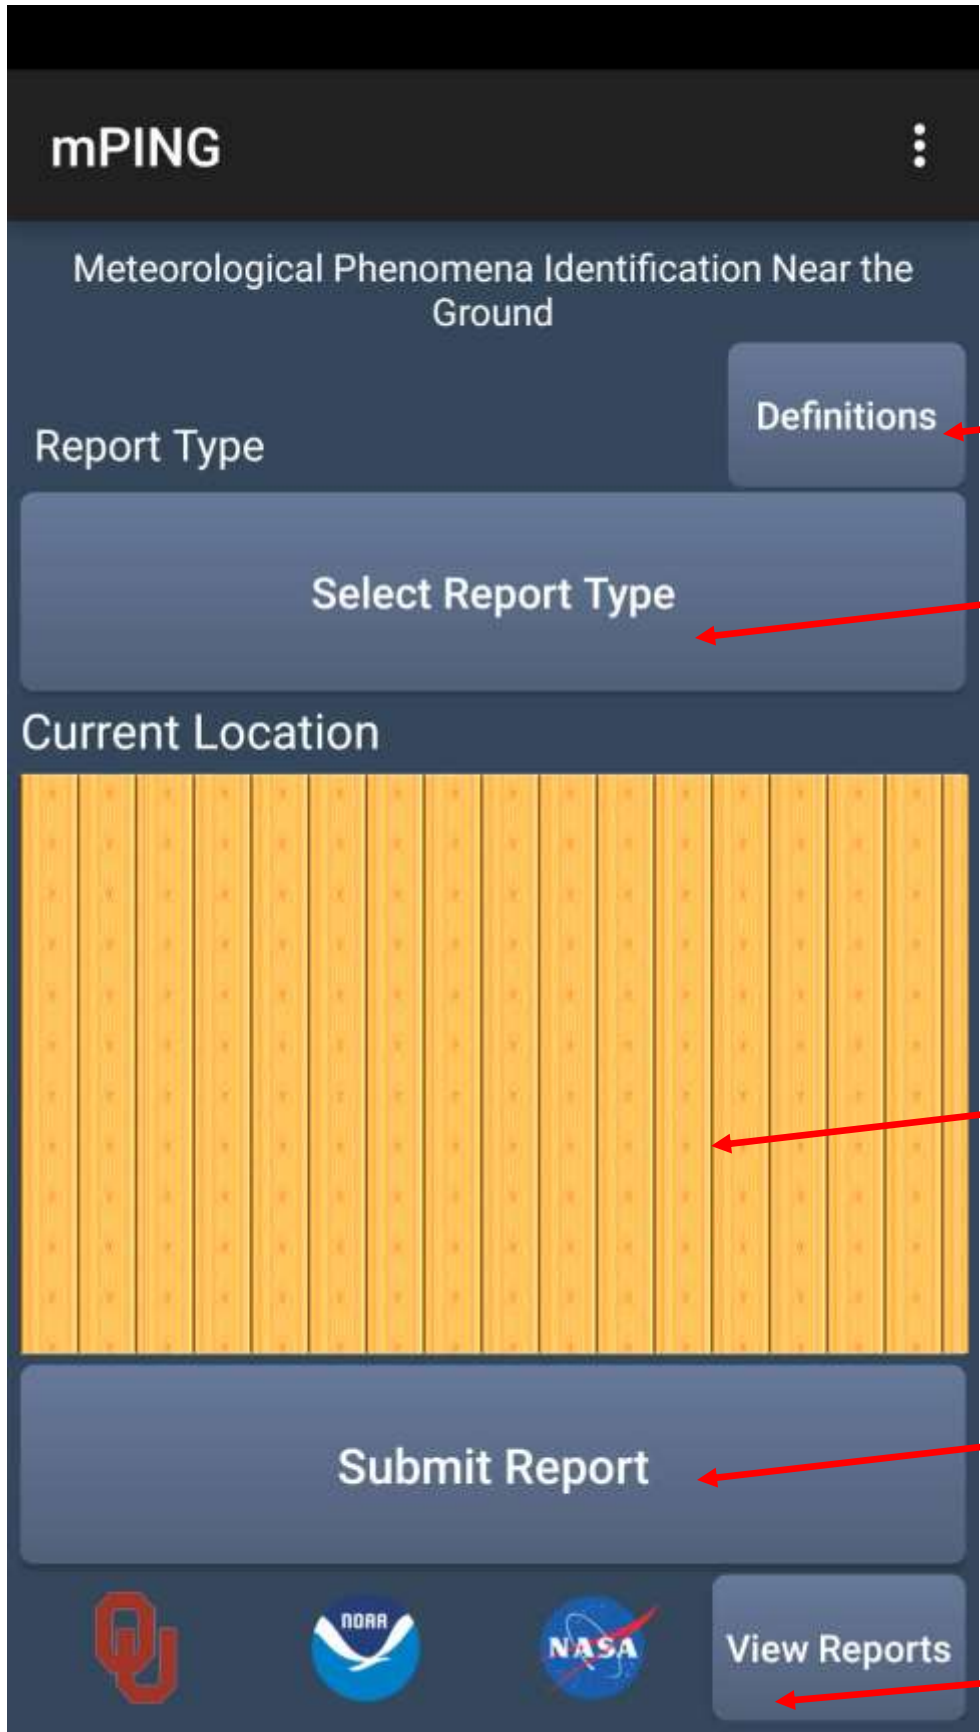 mPING
Meteorological Phenomena Identification Near the
Ground
Definitions
Report Type
Select Report Type
Current Location
Submit Report
OU
NOAA
NASA
View Reports